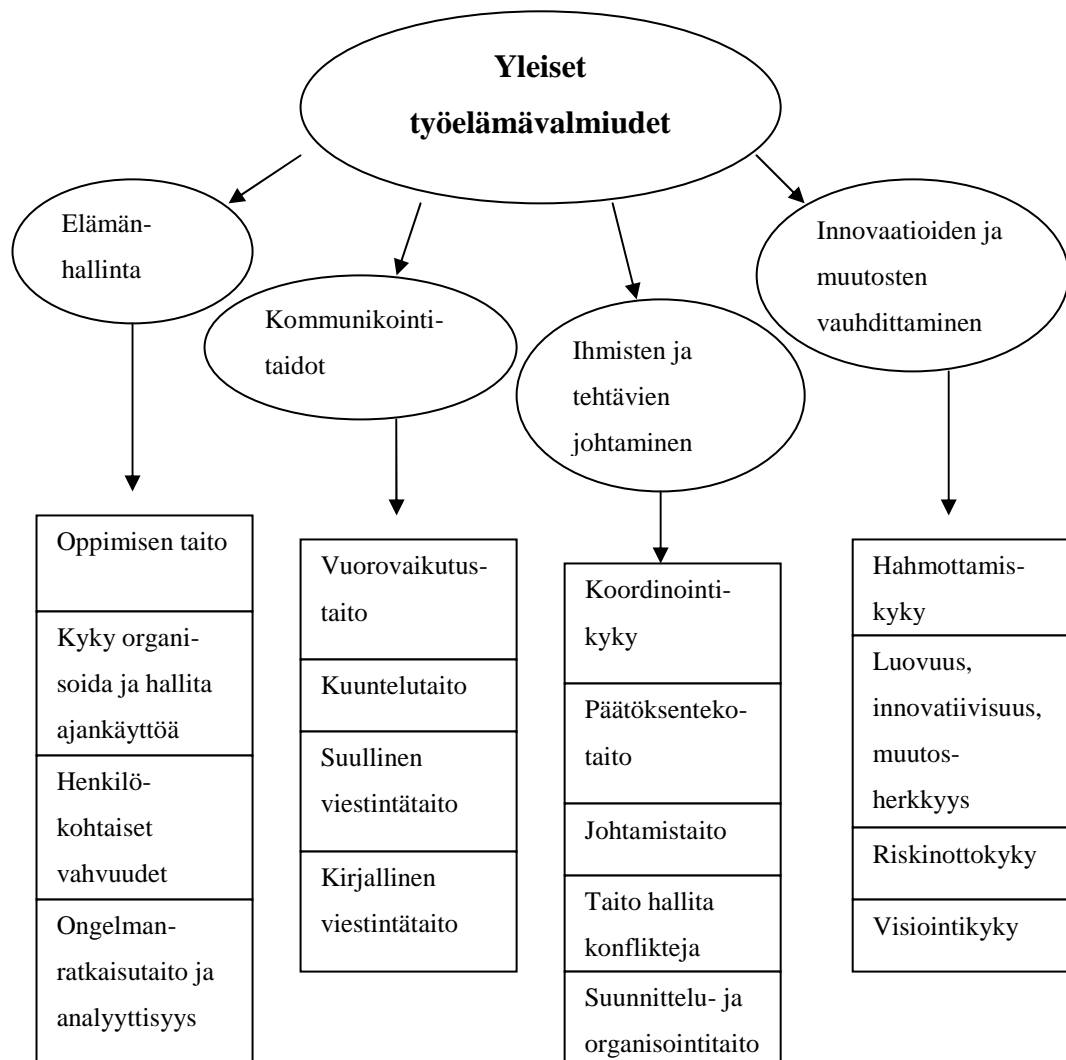 Yleiset
työelämävalmiudet
Elämän-
hallinta
Kommunikointi-
taidot
Ihmisten ja
tehtävien
johtaminen
Innovaatioiden ja
muutosten
vauhdittaminen
Oppimisen taito
Kyky organi-
soida ja hallita
ajankäyttöä
Henkilö-
kohtaiset
vahvuudet
Ongelman-
ratkaisutaito ja
analyyttisyys
Vuorovaikutus-
taito
Kuuntelutaito
Suullinen
viestintätaito
Kirjallinen
viestintätaito
Koordinointi-
kyky
Päätöksenteko-
taito
Johtamistaito
Taito hallita
konflikteja
Suunnittelu- ja
organisointitaito
Hahmottamis-
kyky
Luovuus,
innovatiivisuus,
muutos-
herkkyys
Riskinottokyky
Visiointikyky